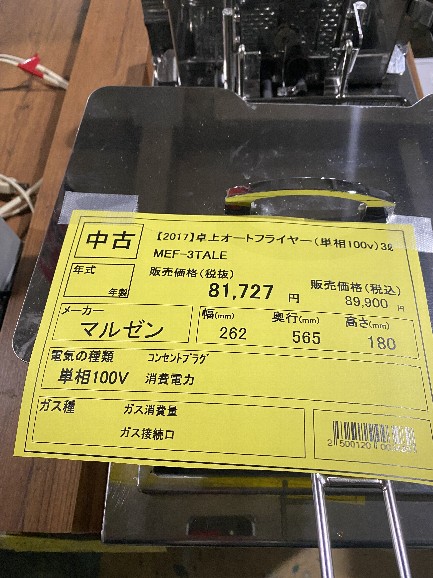 中古
【2017】卓上オートフライヤー(単相100v)3ℓ
MEF-3TALE
年式
年製
販売価格(税抜)
81,727 円
販売価格(税込)
89,900 円
メーカー
マルゼン
幅(mm) 奥行(mm) 高さ(mm)
262 565 180
電気の種類 コンセントプラグ
単相100V 消費電力
ガス種 ガス消費量
ガス接続口